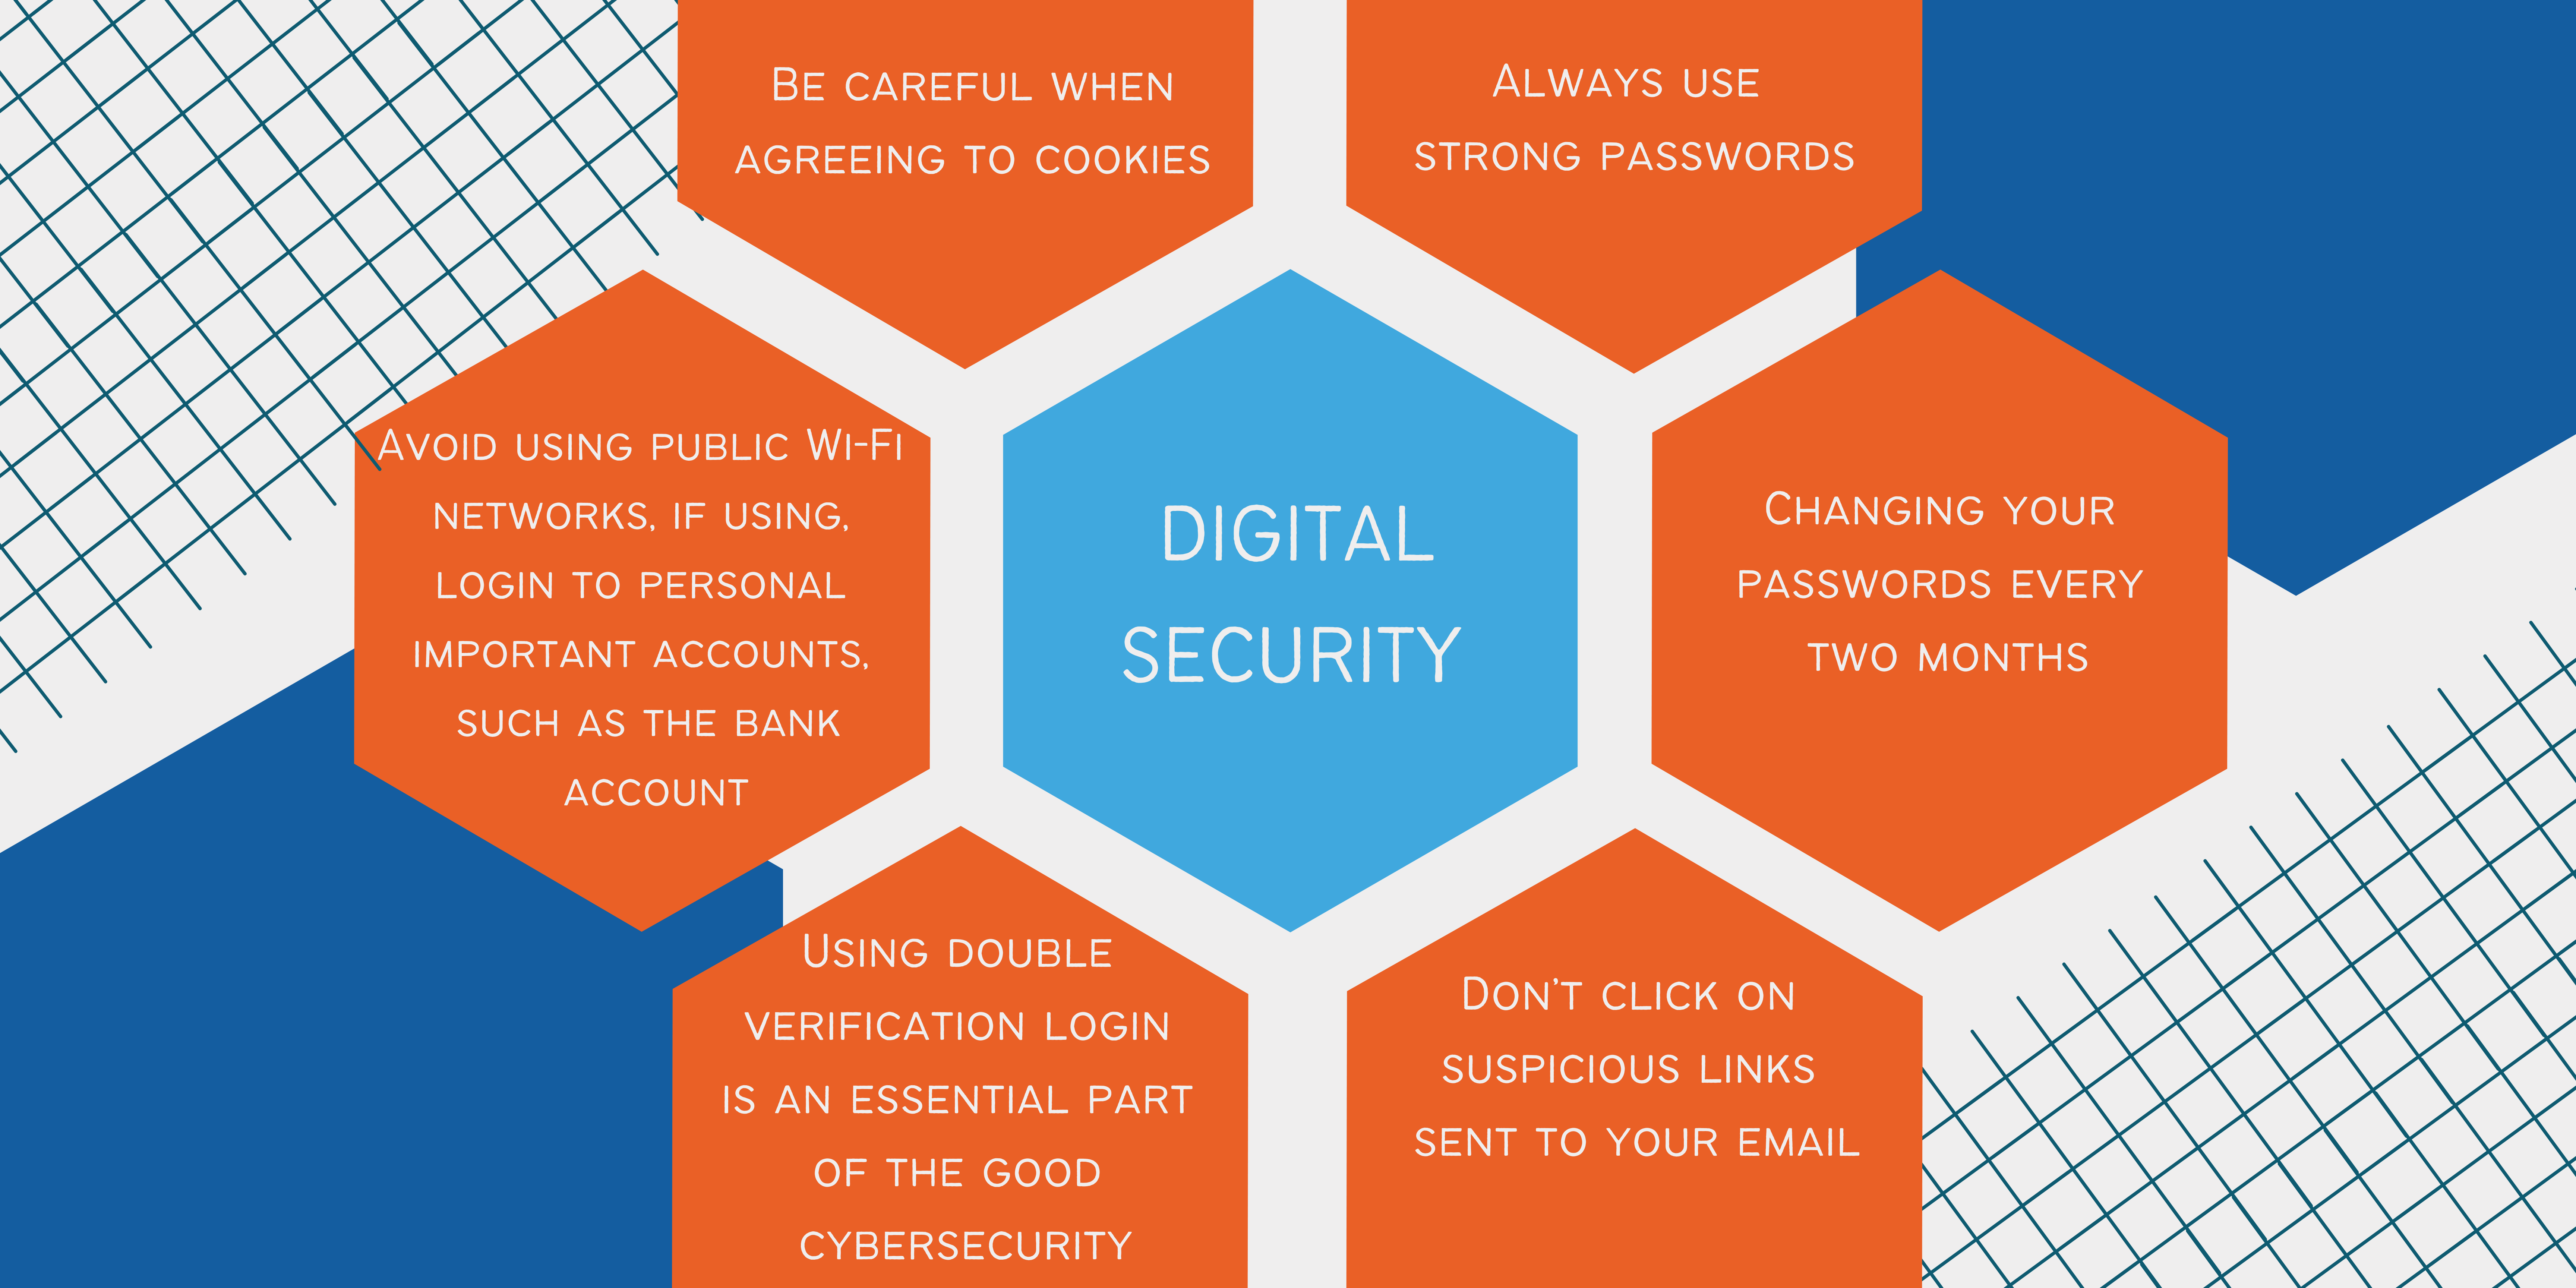 Be careful when
agreeing to cookies
Always use
strong passwords
Avoid using public Wi-Fi
networks, if using,
login to personal
important accounts,
such as the bank
account
DIGITAL
SECURITY
Changing your
passwords every
two months
Using double
verification login
is an essential part
of the good
cybersecurity
Don't click on
suspicious links
sent to your email